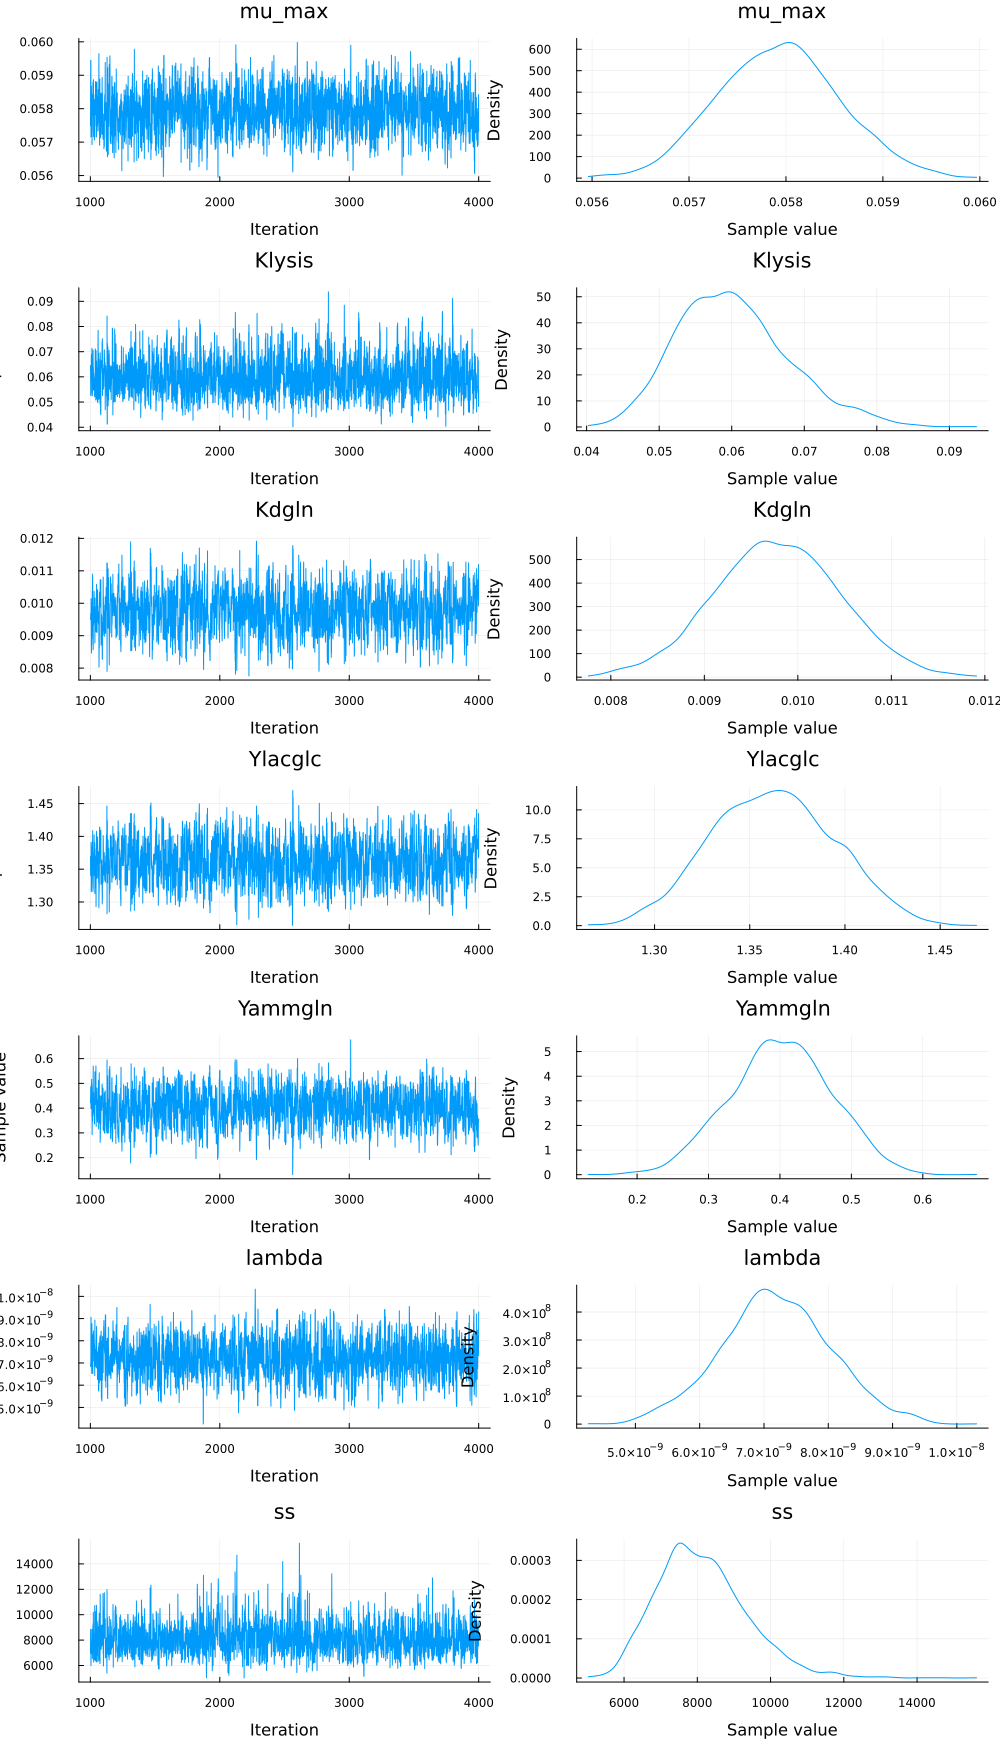 mu_max mu_max
0.060
0.059
0.058
0.057
0.056
1000 2000 3000 4000
Iteration
Density
600
500
400
300
200
100
0
0.056 0.057 0.058 0.059 0.060
Sample value
Klysis Klysis
0.09
0.08
0.07
0.06
0.05
0.04
1000 2000 3000 4000
Iteration
Density
50
40
30
20
10
0
0.04 0.05 0.06 0.07 0.08 0.09
Sample value
Kdgln Kdgln
0.012
0.011
0.010
0.009
0.008
1000 2000 3000 4000
Iteration
Density
500
400
300
200
100
0
0.008 0.009 0.010 0.011 0.012
Sample value
Ylacglc Ylacglc
1.45
1.40
1.35
1.30
1000 2000 3000 4000
Iteration
Density
10.0
7.5
5.0
2.5
0.0
1.30 1.35 1.40 1.45
Sample value
Yammgln Yammgln
Sample value
0.6
0.5
0.4
0.3
0.2
1000 2000 3000 4000
Iteration
Density
5
4
3
2
1
0
0.2 0.3 0.4 0.5 0.6
Sample value
lambda lambda
1.0×10⁻⁸
9.0×10⁻⁹
8.0×10⁻⁹
7.0×10⁻⁹
6.0×10⁻⁹
5.0×10⁻⁹
1000 2000 3000 4000
Iteration
Density
4.0×10⁸
3.0×10⁸
2.0×10⁸
1.0×10⁸
0
5.0×10⁻⁹ 6.0×10⁻⁹ 7.0×10⁻⁹ 8.0×10⁻⁹ 9.0×10⁻⁹ 1.0×10⁻⁸
Sample value
ss ss
14000
12000
10000
8000
6000
1000 2000 3000 4000
Iteration
Density
0.0003
0.0002
0.0001
0.0000
6000 8000 10000 12000 14000
Sample value